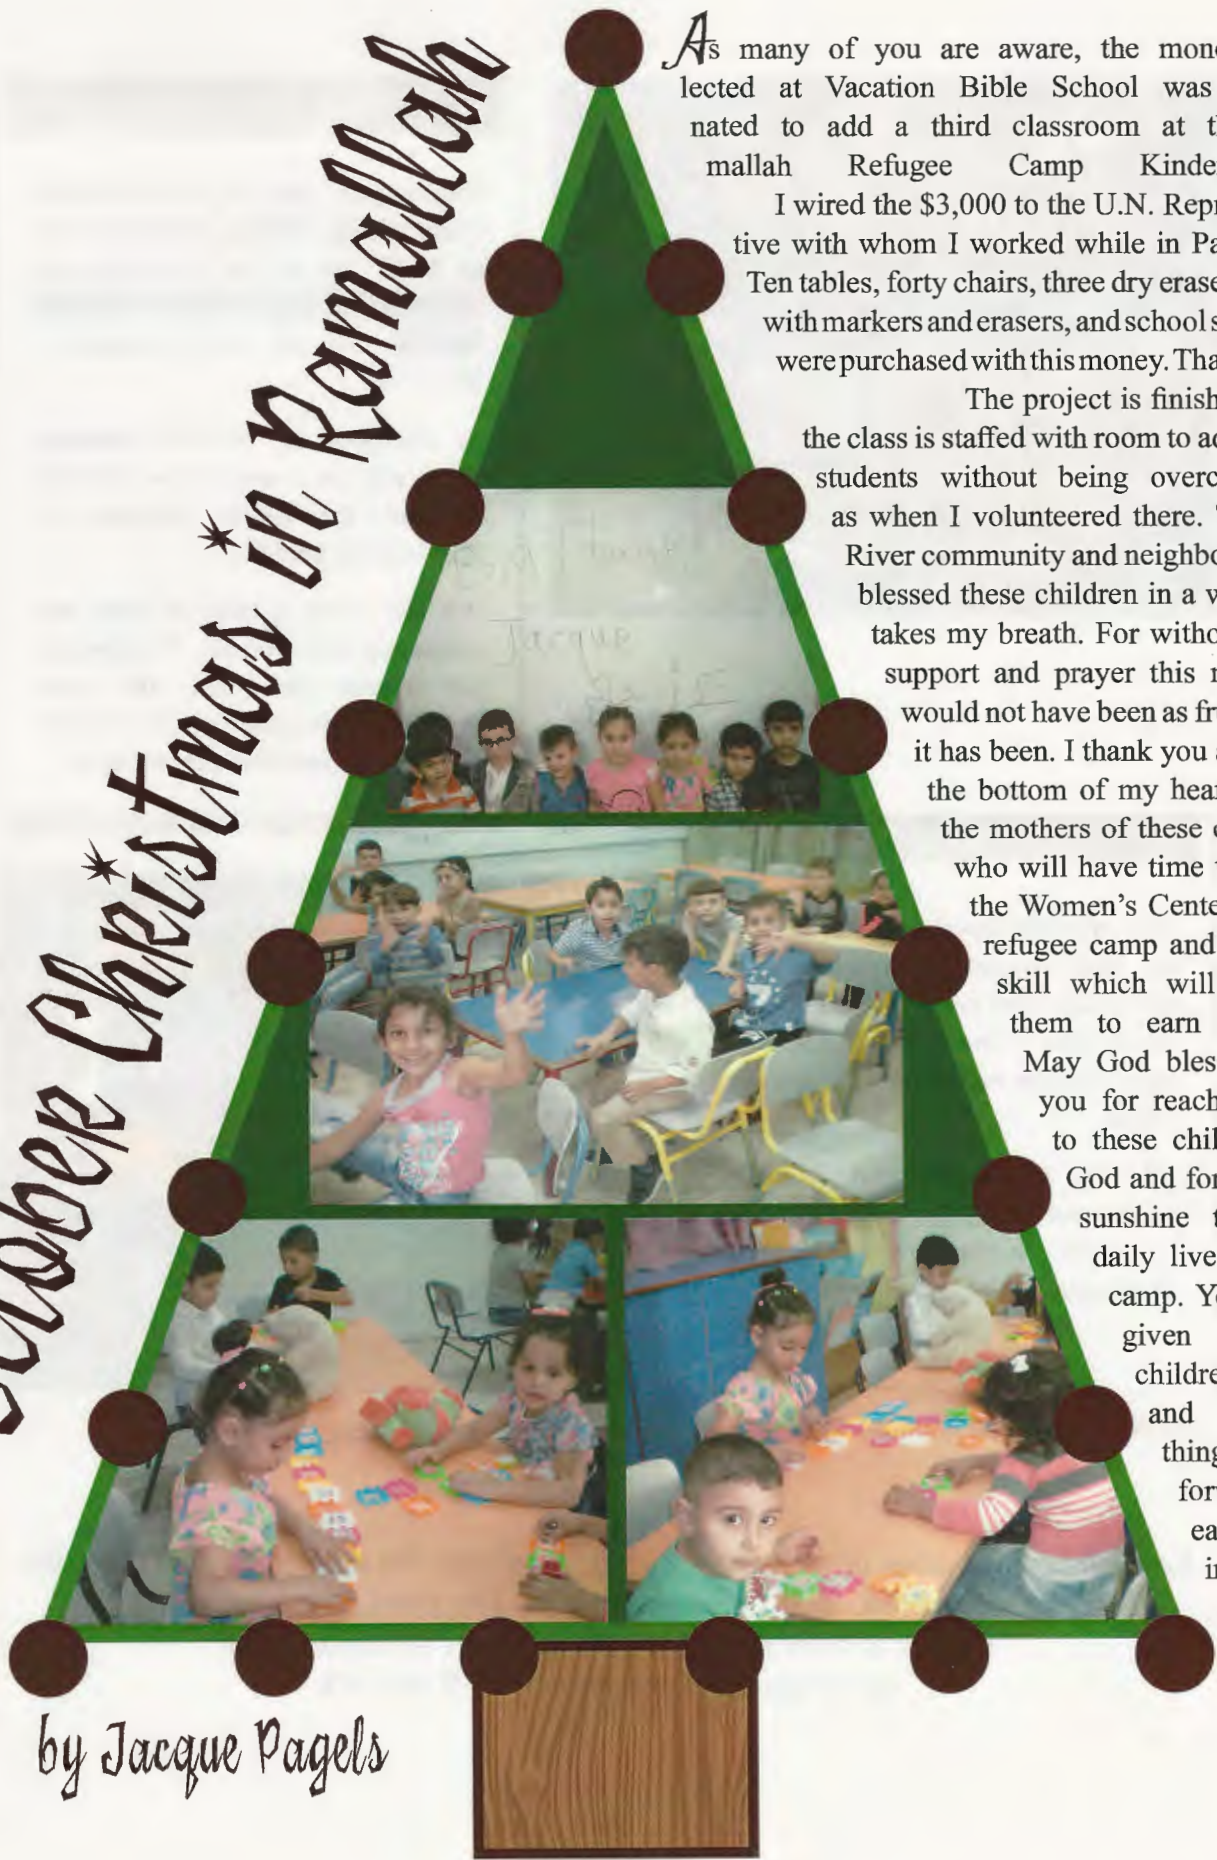 tober Christmas in Ramallah
As many of you are aware, the mone
lected at Vacation Bible School was
nated to add a third classroom at th
mallah Refugee Camp Kinder
I wired the $3,000 to the U.N. Repr
tive with whom I worked while in Pa
Ten tables, forty chairs, three dry erase
with markers and erasers, and school s
were purchased with this money. Tha
The project is finish
the class is staffed with room to ad
students without being overc
as when I volunteered there. T
River community and neighbo
blessed these children in a w
takes my breath. For witho
support and prayer this m
would not have been as fru
it has been. I thank you a
the bottom of my hear
the mothers of these c
who will have time t
the Women's Cente
refugee camp and
skill which will
them to earn
May God bles
you for reach
to these chil
God and for
sunshine t
daily live
camp. Yo
given
childre
and
thing
for
ea
in
Jacque
by Jacque Pagels